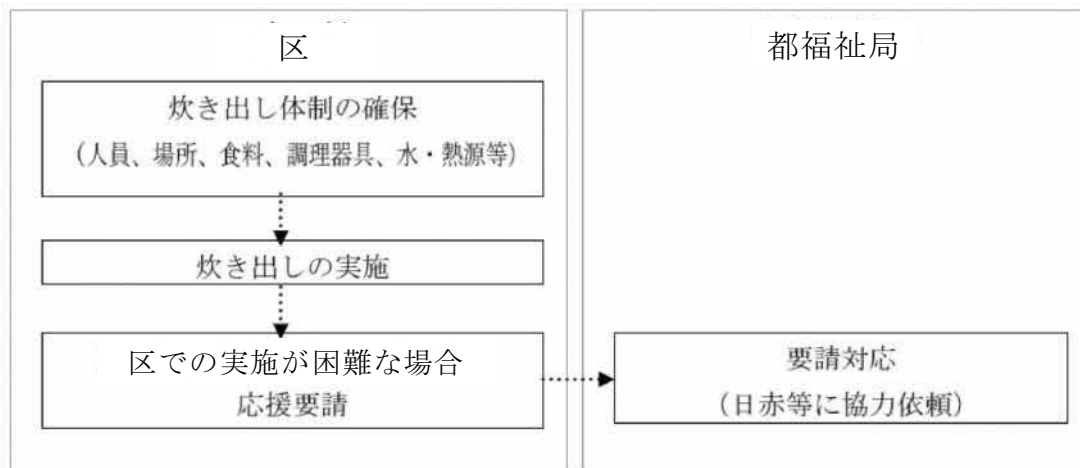 区
炊き出し体制の確保
（人員、場所、食料、調理器具、水・熱源等）
炊き出しの実施
区での実施が困難な場合
応援要請
都福祉局
要請対応
（日赤等に協力依頼）